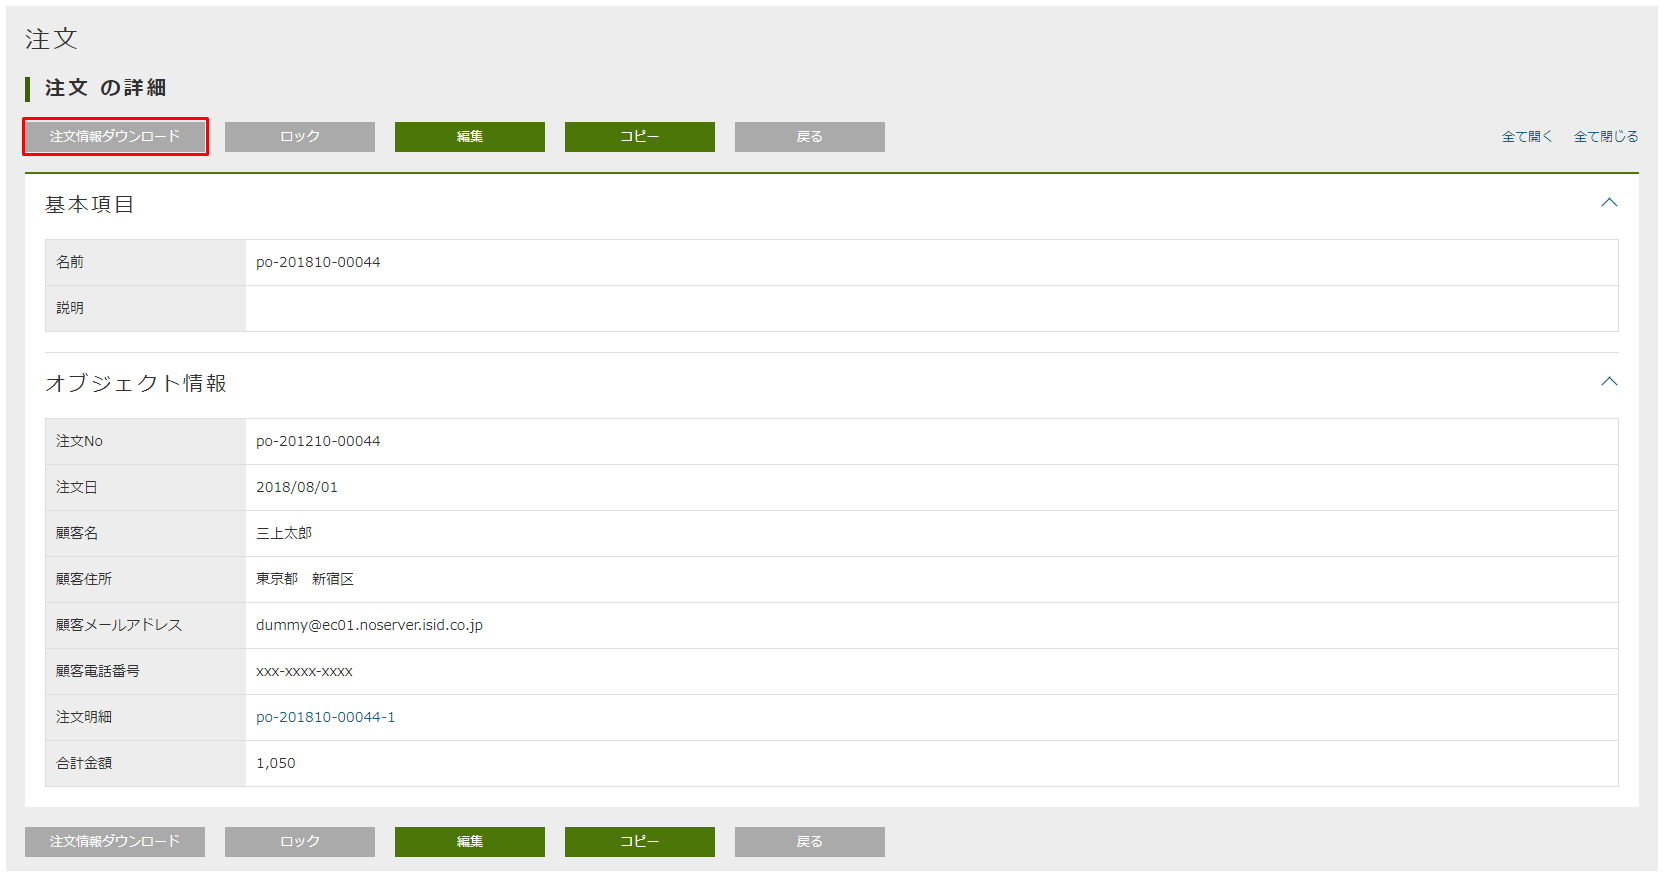 注文
注文 の詳細
注文情報ダウンロード ロック 編集 コピー 戻る 全て開く 全て閉じる
基本項目
名前 po-201810-00044
説明
オブジェクト情報
注文No po-201210-00044
注文日 2018/08/01
顧客名 三上太郎
顧客住所 東京都　新宿区
顧客メールアドレス dummy@ec01.noserver.isid.co.jp
顧客電話番号 xxx-xxxx-xxxx
注文明細 po-201810-00044-1
合計金額 1,050
注文情報ダウンロード ロック 編集 コピー 戻る